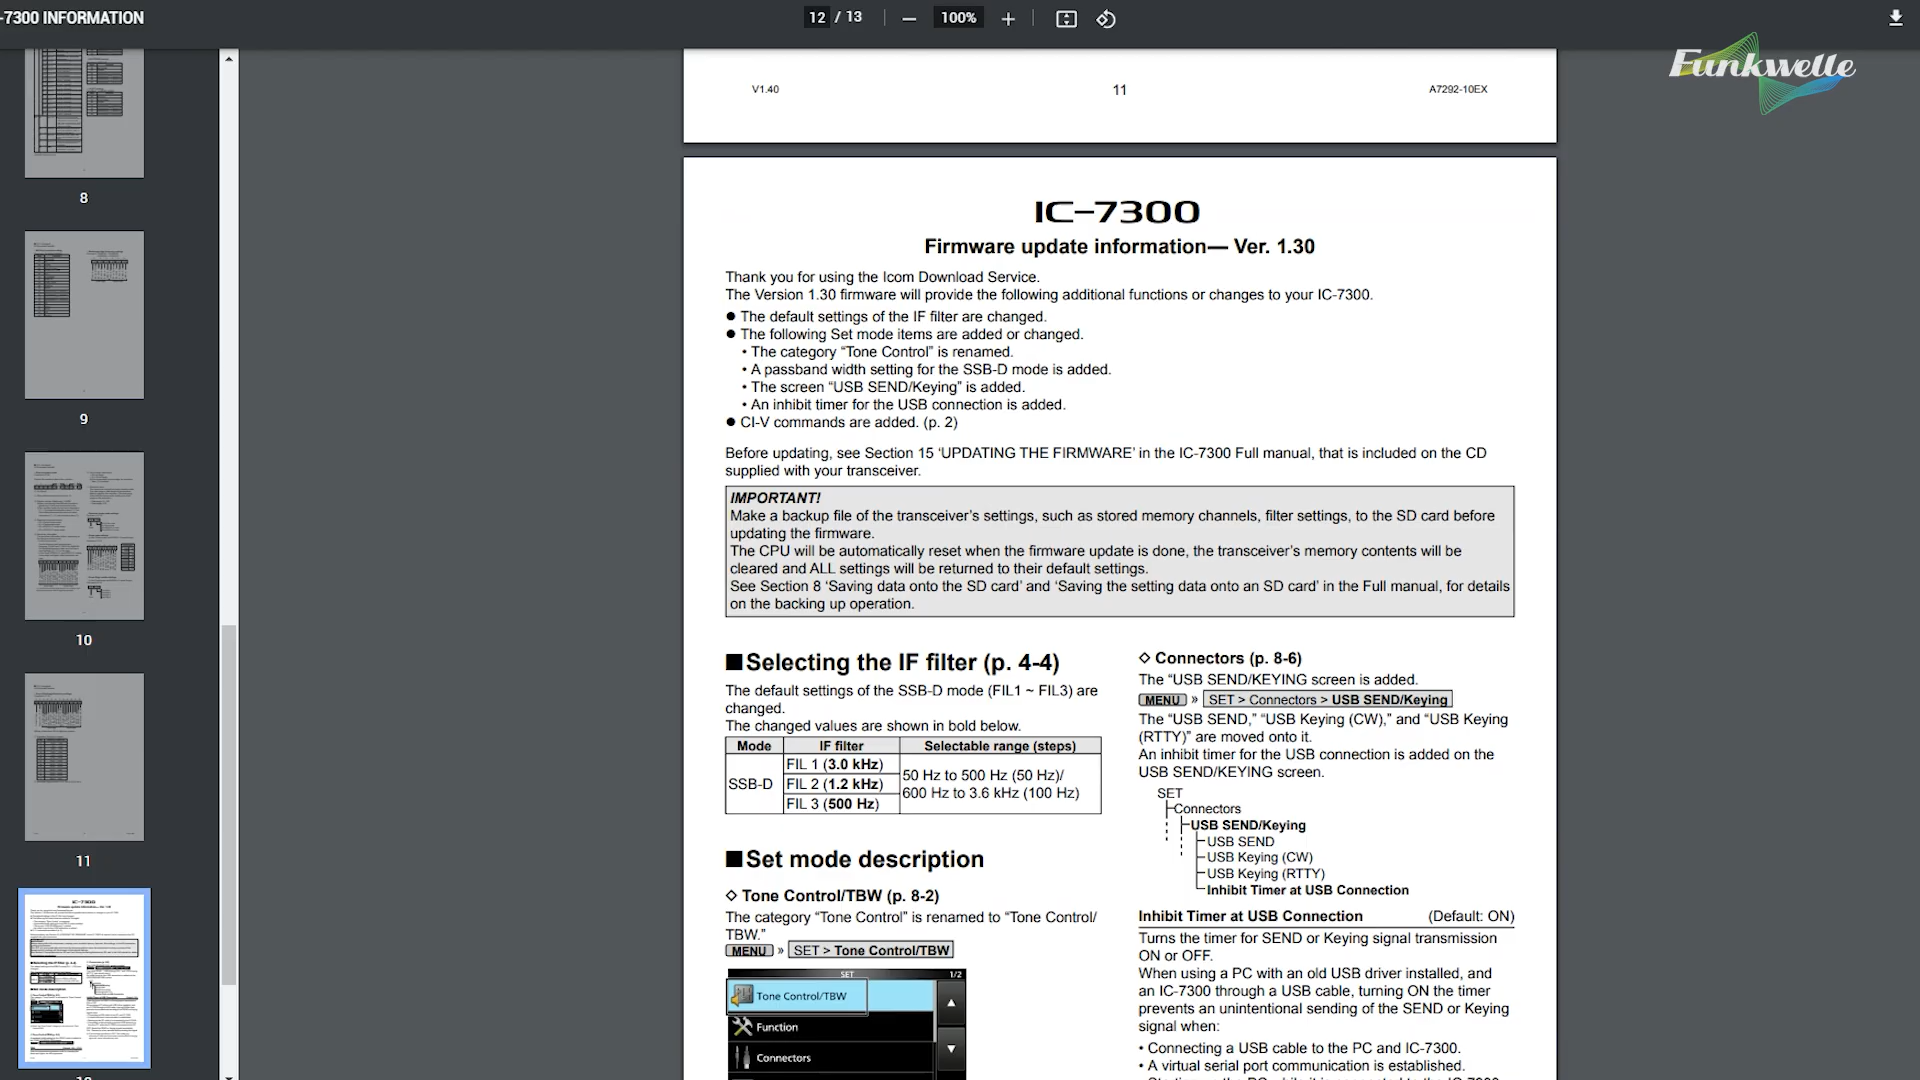 -7300 INFORMATION
12 / 13
100%
Funkwelle
8
9
10
11
V1.40
11
A7292-10EX
IC-7300
Firmware update information— Ver. 1.30
Thank you for using the Icom Download Service.
The Version 1.30 firmware will provide the following additional functions or changes to your IC-7300.
● The default settings of the IF filter are changed.
● The following Set mode items are added or changed.
• The category “Tone Control” is renamed.
• A passband width setting for the SSB-D mode is added.
• The screen “USB SEND/Keying” is added.
• An inhibit timer for the USB connection is added.
● CI-V commands are added. (p. 2)
Before updating, see Section 15 ‘UPDATING THE FIRMWARE’ in the IC-7300 Full manual, that is included on the CD
supplied with your transceiver.
IMPORTANT!
Make a backup file of the transceiver’s settings, such as stored memory channels, filter settings, to the SD card before
updating the firmware.
The CPU will be automatically reset when the firmware update is done, the transceiver’s memory contents will be
cleared and ALL settings will be returned to their default settings.
See Section 8 ‘Saving data onto the SD card’ and ‘Saving the setting data onto an SD card’ in the Full manual, for details
on the backing up operation.
■Selecting the IF filter (p. 4-4)
The default settings of the SSB-D mode (FIL1 ~ FIL3) are
changed.
The changed values are shown in bold below.
Mode IF filter Selectable range (steps)
SSB-D
FIL 1 (3.0 kHz)
FIL 2 (1.2 kHz)
FIL 3 (500 Hz)
50 Hz to 500 Hz (50 Hz)/
600 Hz to 3.6 kHz (100 Hz)
■Set mode description
◇ Tone Control/TBW (p. 8-2)
The category “Tone Control” is renamed to “Tone Control/
TBW.”
MENU » SET > Tone Control/TBW
SET 1/2
Tone Control/TBW
Function
Connectors
◇ Connectors (p. 8-6)
The “USB SEND/KEYING screen is added.
MENU » SET > Connectors > USB SEND/Keying
The “USB SEND,” “USB Keying (CW),” and “USB Keying
(RTTY)” are moved onto it.
An inhibit timer for the USB connection is added on the
USB SEND/KEYING screen.
SET
Connectors
USB SEND/Keying
USB SEND
USB Keying (CW)
USB Keying (RTTY)
Inhibit Timer at USB Connection
Inhibit Timer at USB Connection (Default: ON)
Turns the timer for SEND or Keying signal transmission
ON or OFF.
When using a PC with an old USB driver installed, and
an IC-7300 through a USB cable, turning ON the timer
prevents an unintentional sending of the SEND or Keying
signal when:
• Connecting a USB cable to the PC and IC-7300.
• A virtual serial port communication is established.